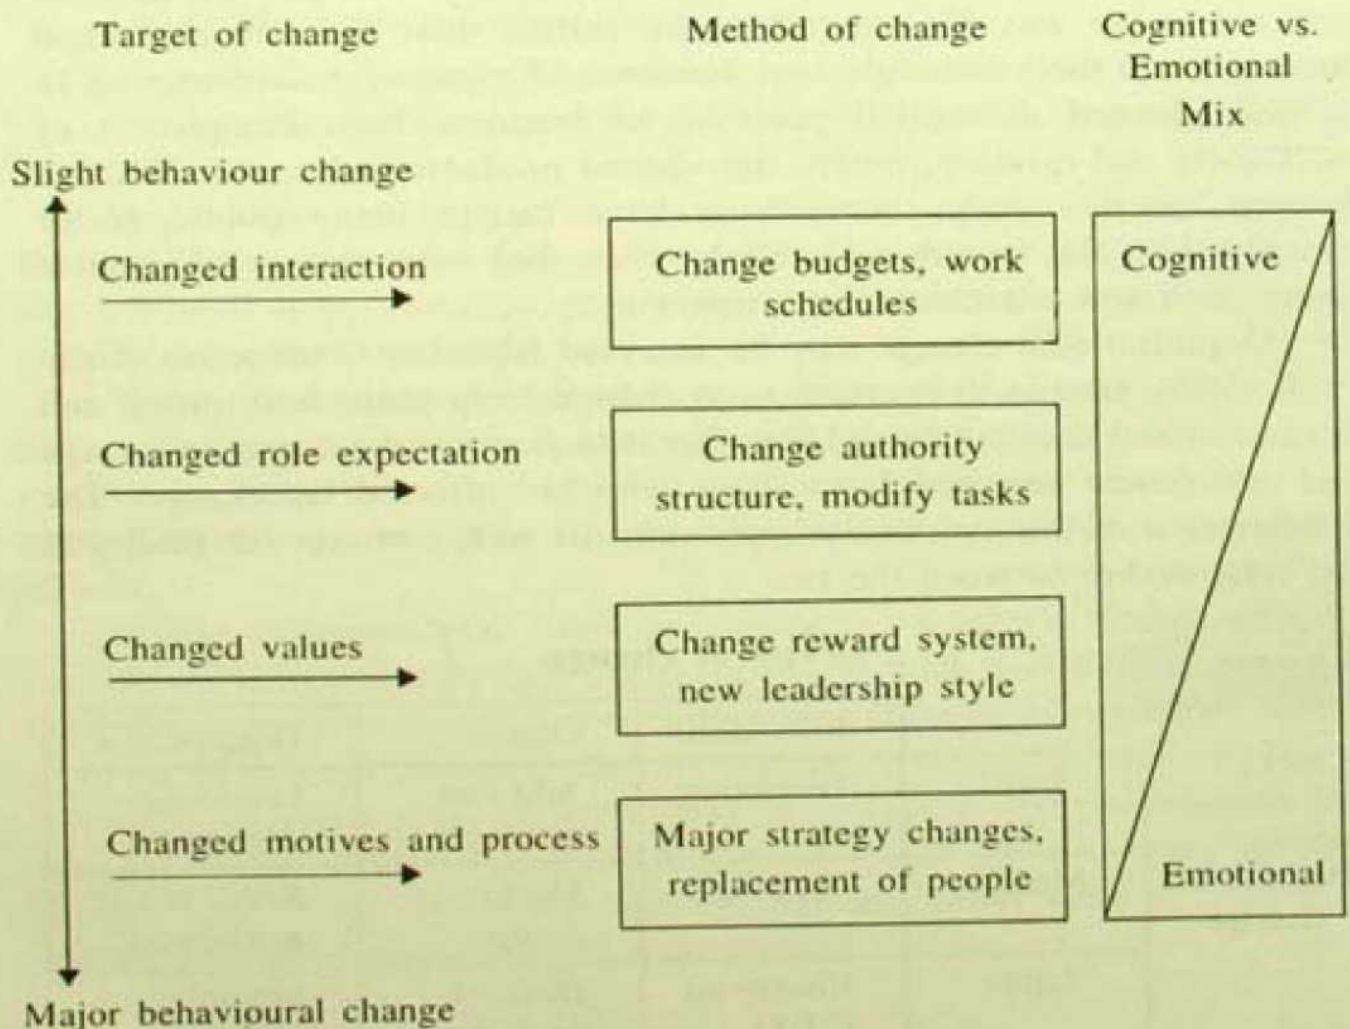 Target of change
Method of change
Cognitive vs.
Emotional
Mix
Slight behaviour change
Changed interaction
Change budgets, work
schedules
Cognitive
Changed role expectation
Change authority
structure, modify tasks
Changed values
Change reward system,
new leadership style
Changed motives and process
Major strategy changes,
replacement of people
Emotional
Major behavioural change